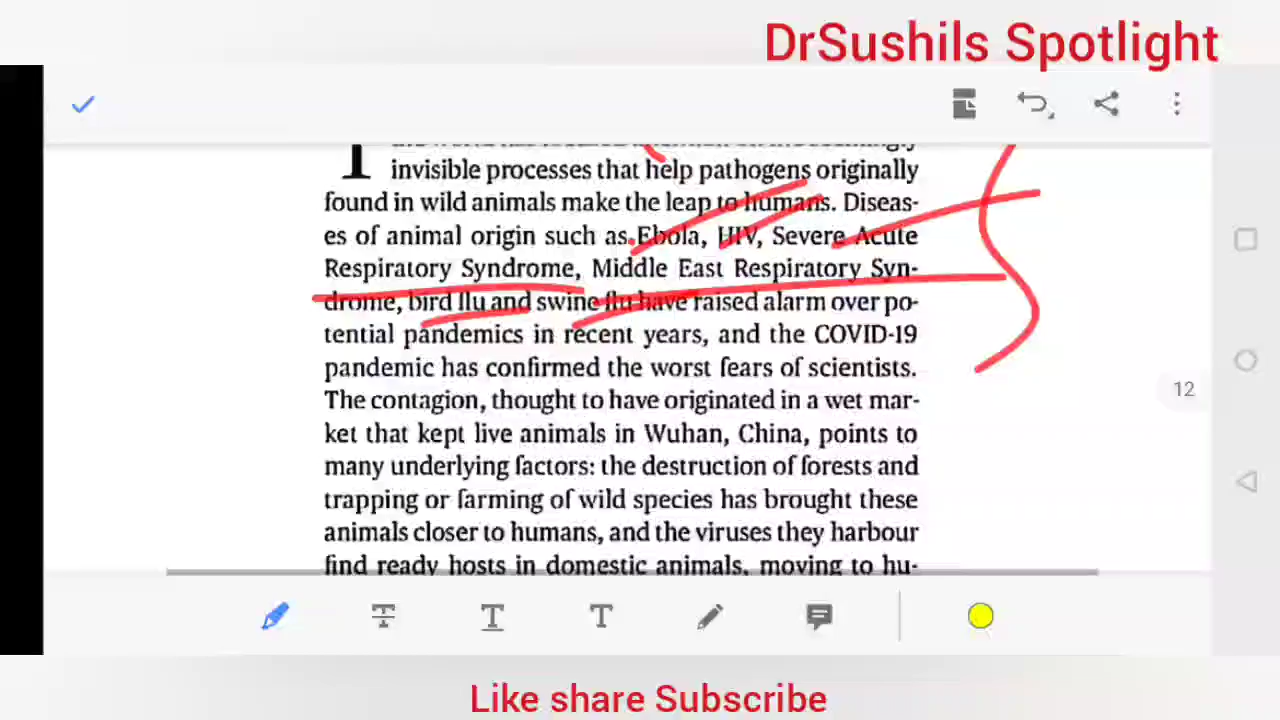 DrSushils Spotlight
invisible processes that help pathogens originally
found in wild animals make the leap to humans. Diseas-
es of animal origin such as Ebola, HIV, Severe Acute
Respiratory Syndrome, Middle East Respiratory Syn-
drome, bird flu and swine flu have raised alarm over po-
tential pandemics in recent years, and the COVID-19
pandemic has confirmed the worst fears of scientists.
The contagion, thought to have originated in a wet mar-
ket that kept live animals in Wuhan, China, points to
many underlying factors: the destruction of forests and
trapping or farming of wild species has brought these
animals closer to humans, and the viruses they harbour
find ready hosts in domestic animals, moving to hu-
12
T
T
Like share Subscribe